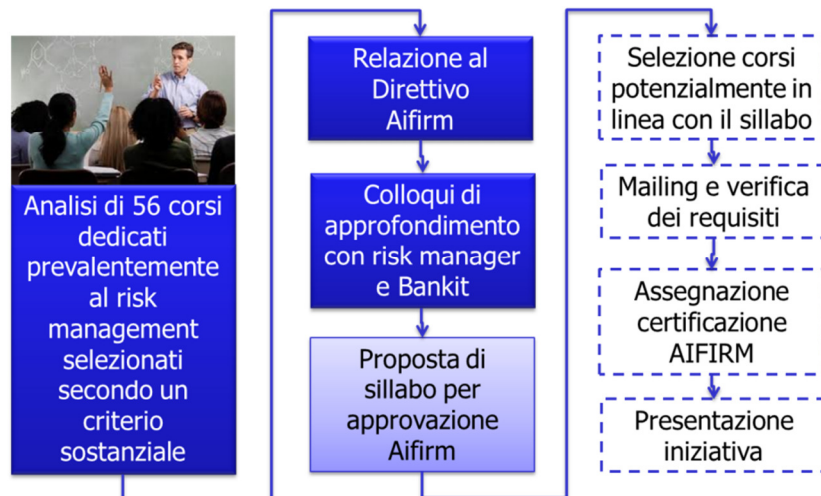 Analisi di 56 corsi
dedicati
prevalentemente
al risk
management
selezionati
secondo un
criterio
sostanziale
Relazione al
Direttivo
Aifirm
Colloqui di
approfondimento
con risk manager
e Bankit
Proposta di
sillabo per
approvazione
Aifirm
Selezione corsi
potenzialmente in
linea con il sillabo
Mailing e verifica
dei requisiti
Assegnazione
certificazione
AIFIRM
Presentazione
iniziativa